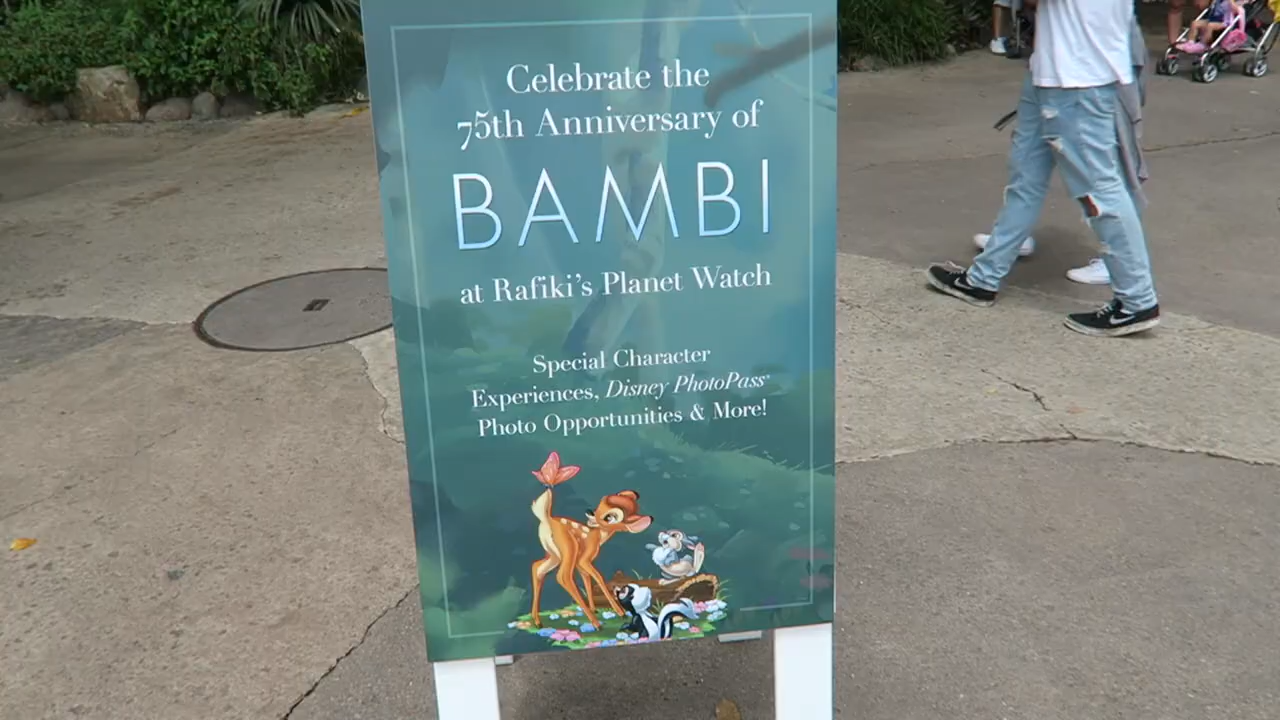 Celebrate the
75th Anniversary of
BAMBI
at Rafiki's Planet Watch
Special Character
Experiences, Disney PhotoPass
Photo Opportunities & More!